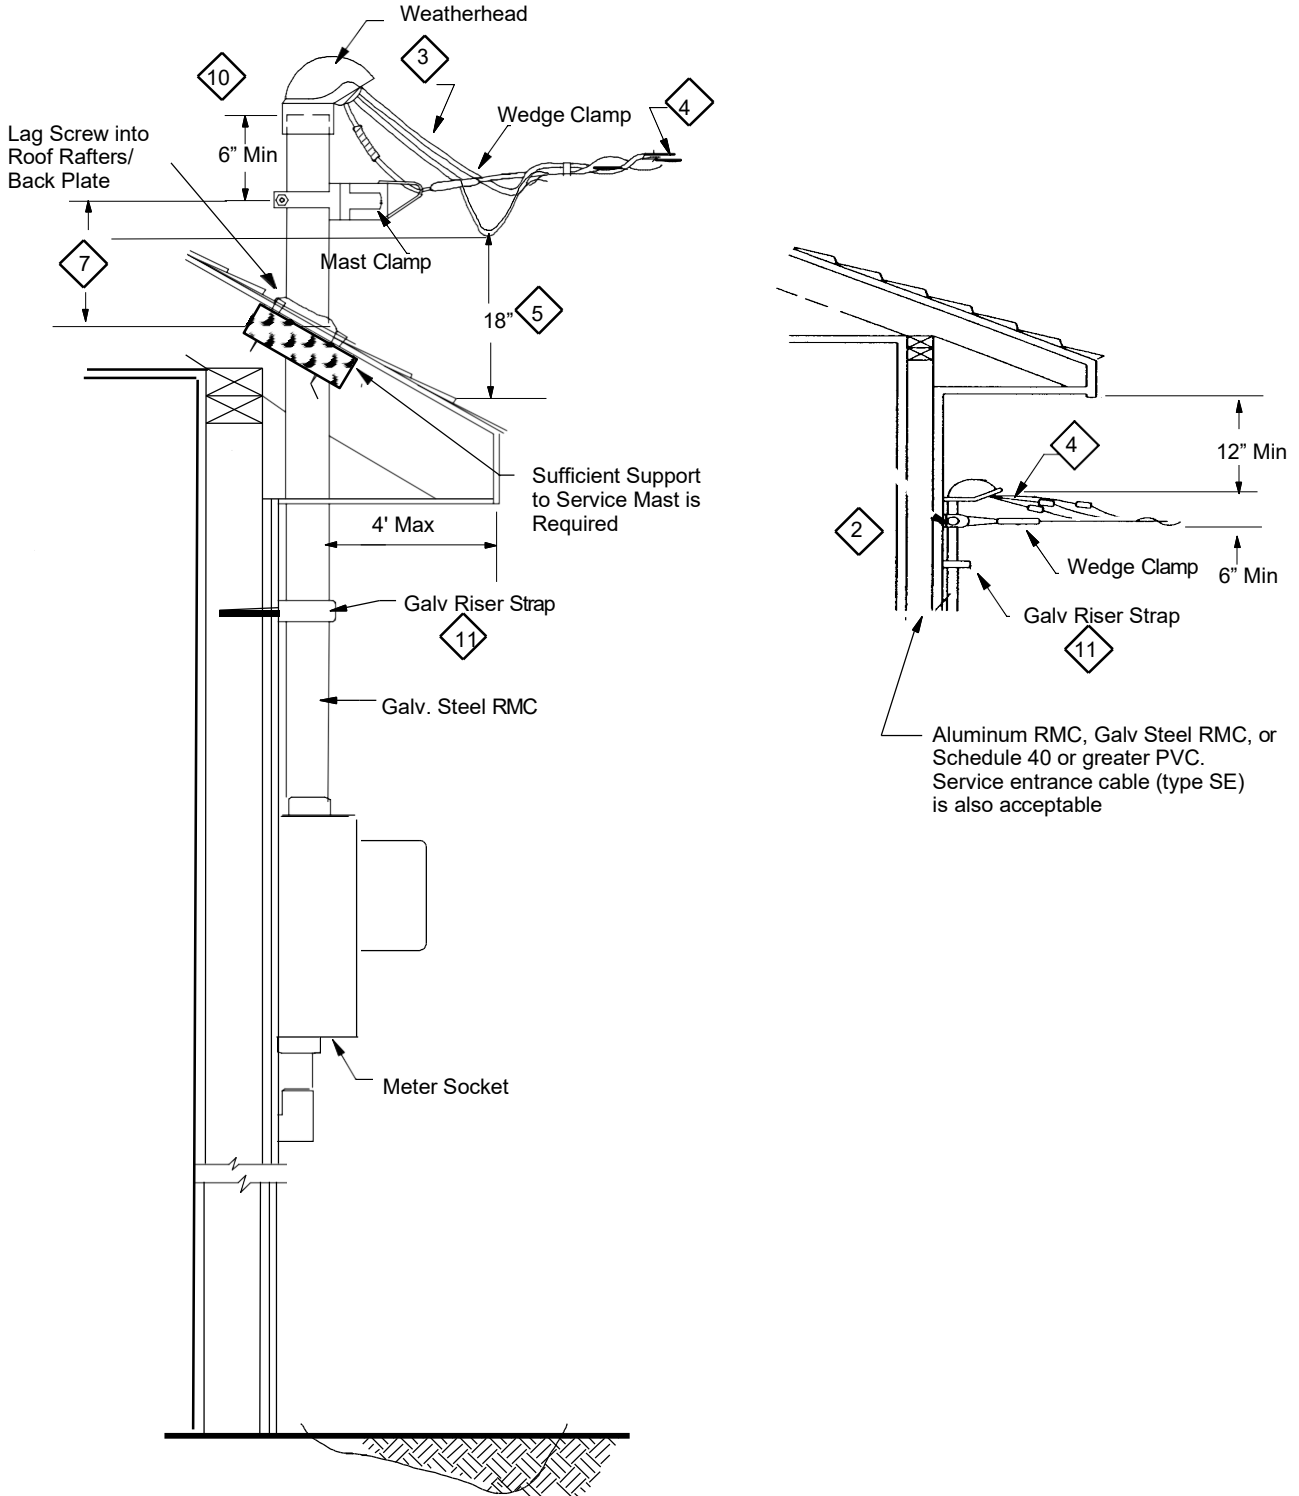 Weatherhead
3
10
4
Wedge Clamp
Lag Screw into
Roof Rafters/
Back Plate
6” Min
7
Mast Clamp
18”
5
Sufficient Support
to Service Mast is
Required
4' Max
Galv Riser Strap
11
Galv. Steel RMC
Meter Socket
12” Min
4
2
Wedge Clamp
6” Min
Galv Riser Strap
11
Aluminum RMC, Galv Steel RMC, or
Schedule 40 or greater PVC.
Service entrance cable (type SE)
is also acceptable